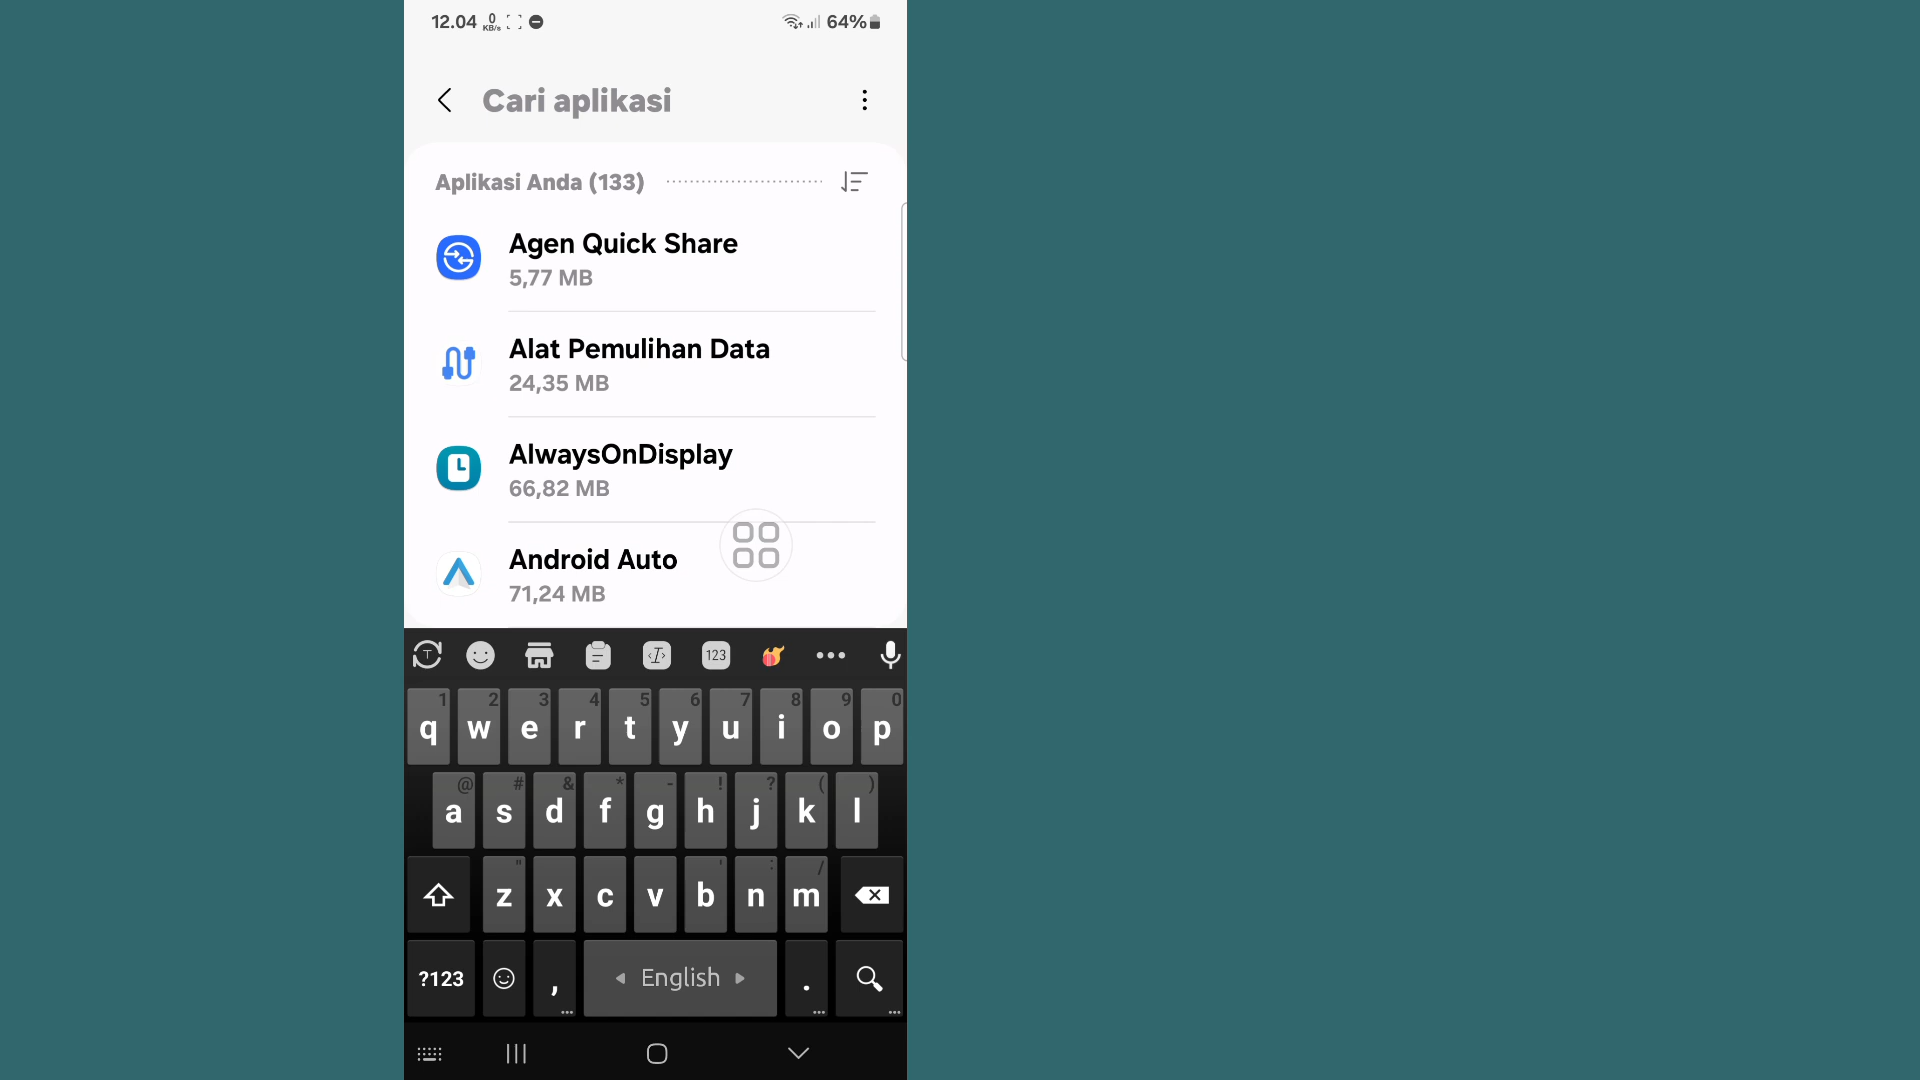 12.04 0 KB/s 64%
Cari aplikasi
Aplikasi Anda (133)
Agen Quick Share
5,77 MB
Alat Pemulihan Data
24,35 MB
AlwaysOnDisplay
66,82 MB
Android Auto
71,24 MB
T 123
1 2 3 4 5 6 7 8 9 0
q w e r t y u i o p
@ # & * - ! ? ( )
a s d f g h j k l
" ' : /
z x c v b n m
?123 , English .